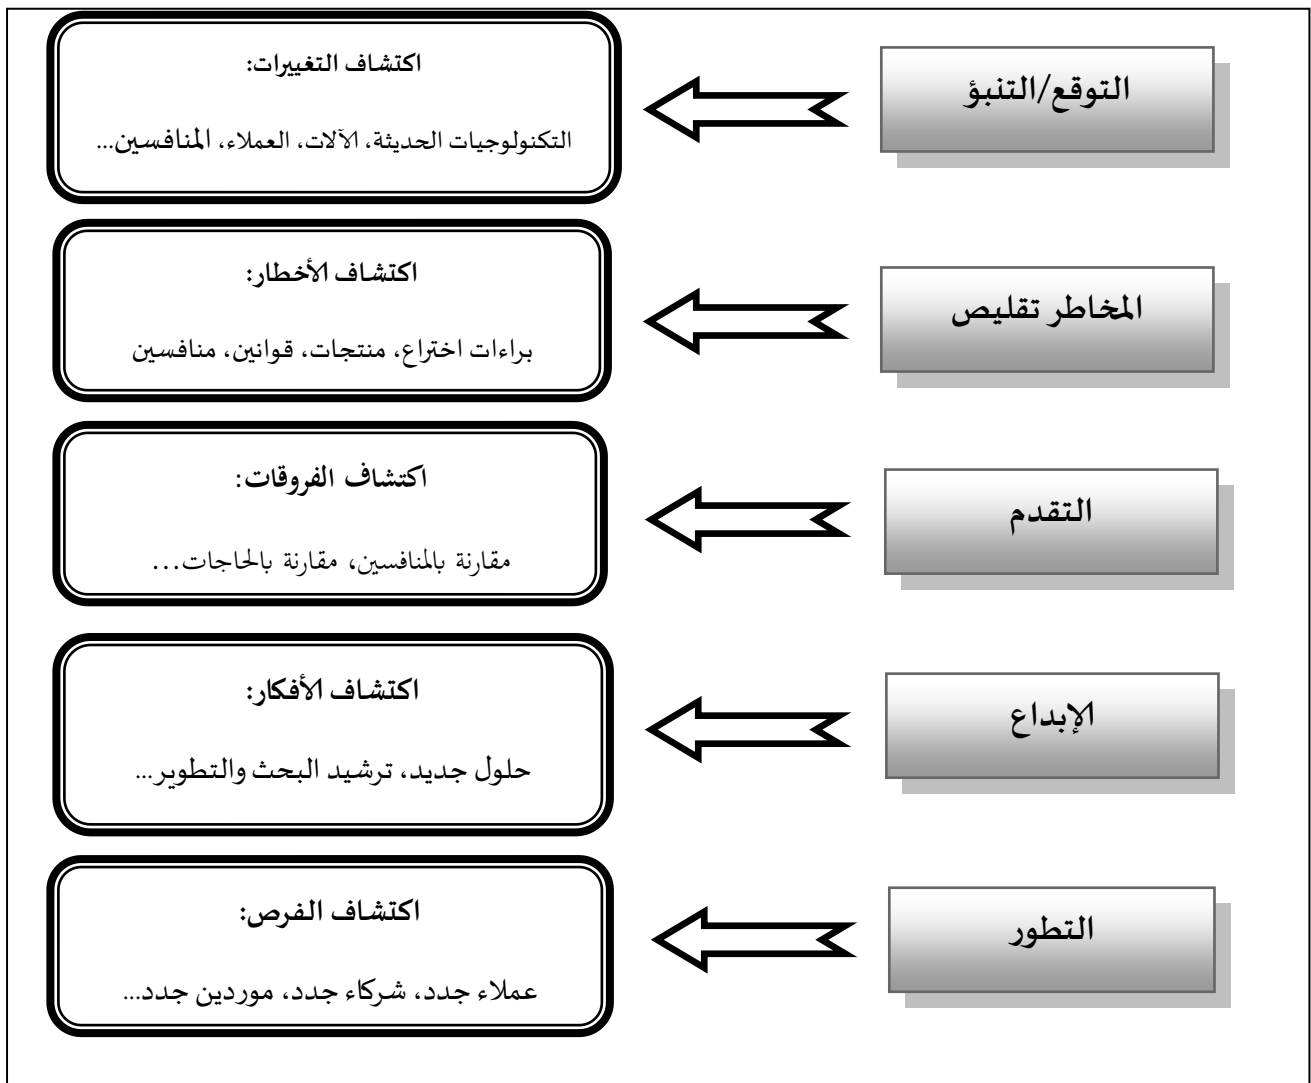 التوقع/التنبؤ
اكتشاف التغييرات:
التكنولوجيات الحديثة، الآلات، العملاء، المنافسين...
المخاطر تقليص
اكتشاف الأخطار:
براءات اختراع، منتجات، قوانين، منافسين
التقدم
اكتشاف الفروقات:
مقارنة بالمنافسين، مقارنة بالحاجات...
الإبداع
اكتشاف الأفكار:
حلول جديد، ترشيد البحث والتطوير...
التطور
اكتشاف الفرص:
عملاء جدد، شركاء جدد، موردين جدد...